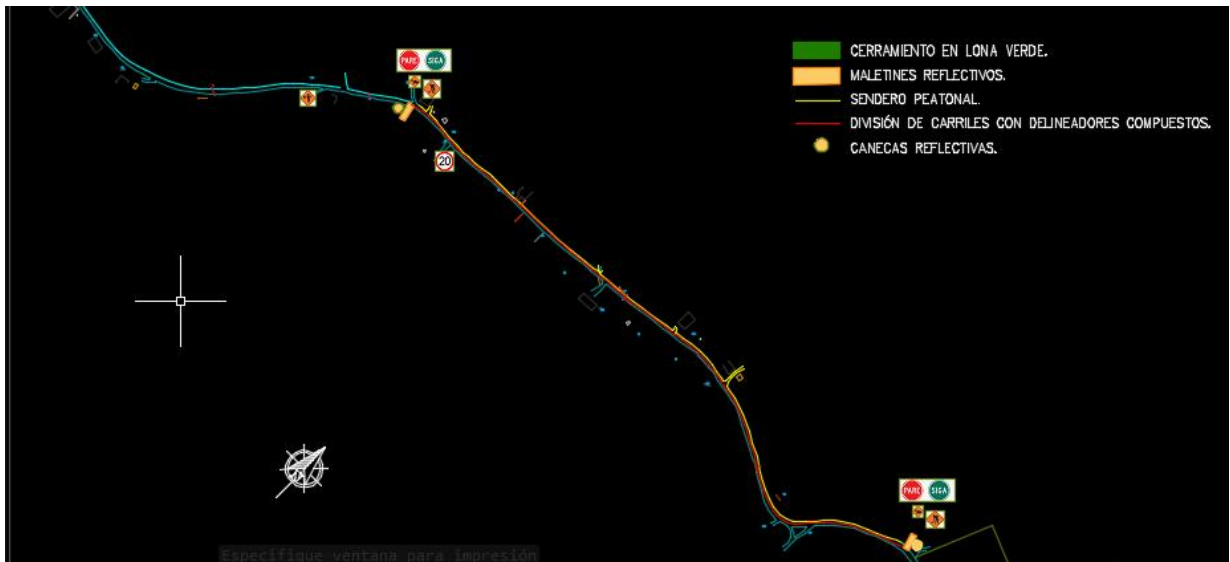 PARE SIGA
CERRAMIENTO EN LONA VERDE.
MALETINES REFLECTIVOS.
SENDERO PEATONAL.
DIVISIÓN DE CARRILES CON DELINEADORES COMPUESTOS.
CANECAS REFLECTIVAS.
20
PARE SIGA
Especifique ventana para impresión